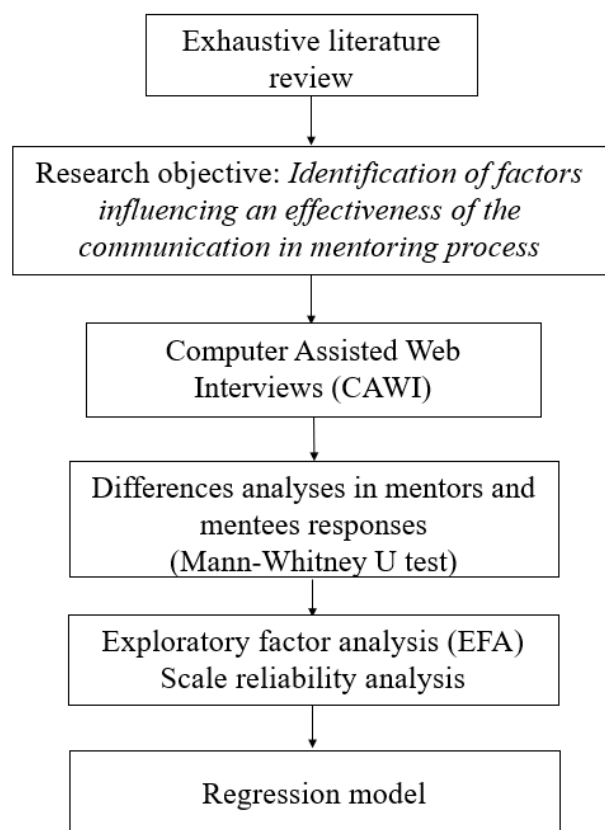 Exhaustive literature
review
Research objective: Identification of factors
influencing an effectiveness of the
communication in mentoring process
Computer Assisted Web
Interviews (CAWI)
Differences analyses in mentors and
mentees responses
(Mann-Whitney U test)
Exploratory factor analysis (EFA)
Scale reliability analysis
Regression model